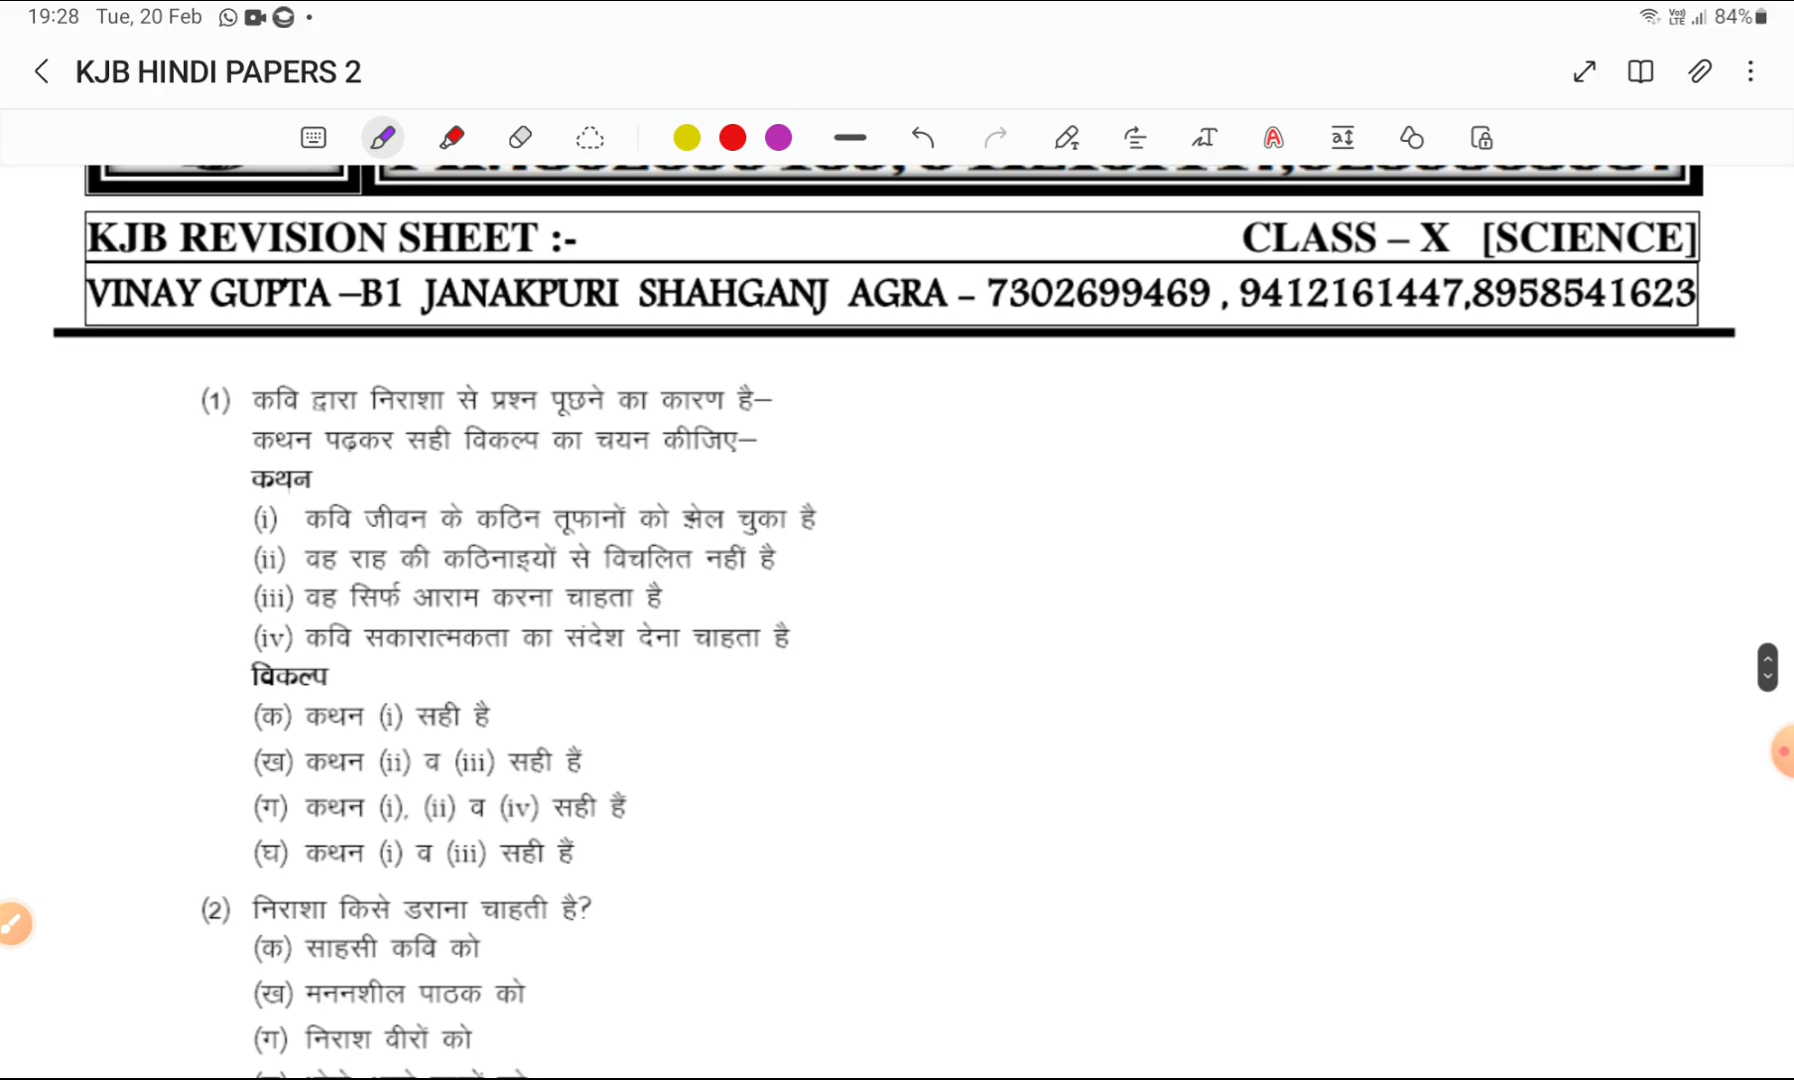 19:28 Tue, 20 Feb
84%
KJB HINDI PAPERS 2
KJB REVISION SHEET :- CLASS – X [SCIENCE]
VINAY GUPTA –B1 JANAKPURI SHAHGANJ AGRA – 7302699469 , 9412161447,8958541623
(1) कवि द्वारा निराशा से प्रश्न पूछने का कारण है—
कथन पढ़कर सही विकल्प का चयन कीजिए—
कथन
(i) कवि जीवन के कठिन तूफानों को झेल चुका है
(ii) वह राह की कठिनाइयों से विचलित नहीं है
(iii) वह सिर्फ आराम करना चाहता है
(iv) कवि सकारात्मकता का संदेश देना चाहता है
विकल्प
(क) कथन (i) सही है
(ख) कथन (ii) व (iii) सही हैं
(ग) कथन (i), (ii) व (iv) सही हैं
(घ) कथन (i) व (iii) सही हैं
(2) निराशा किसे डराना चाहती है?
(क) साहसी कवि को
(ख) मननशील पाठक को
(ग) निराश वीरों को